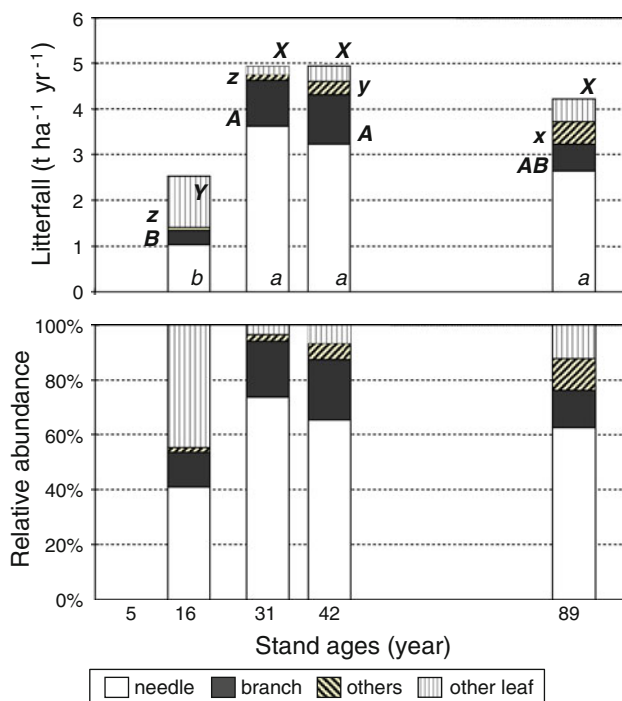 6
X X
5
z y
X
4
A A
x
3
AB
Y
2
z
B
1
b a a a
0
Litterfall (t ha⁻¹ yr⁻¹)
100%
80%
60%
40%
20%
0%
Relative abundance
5 16 31 42 89
Stand ages (year)
needle branch others other leaf